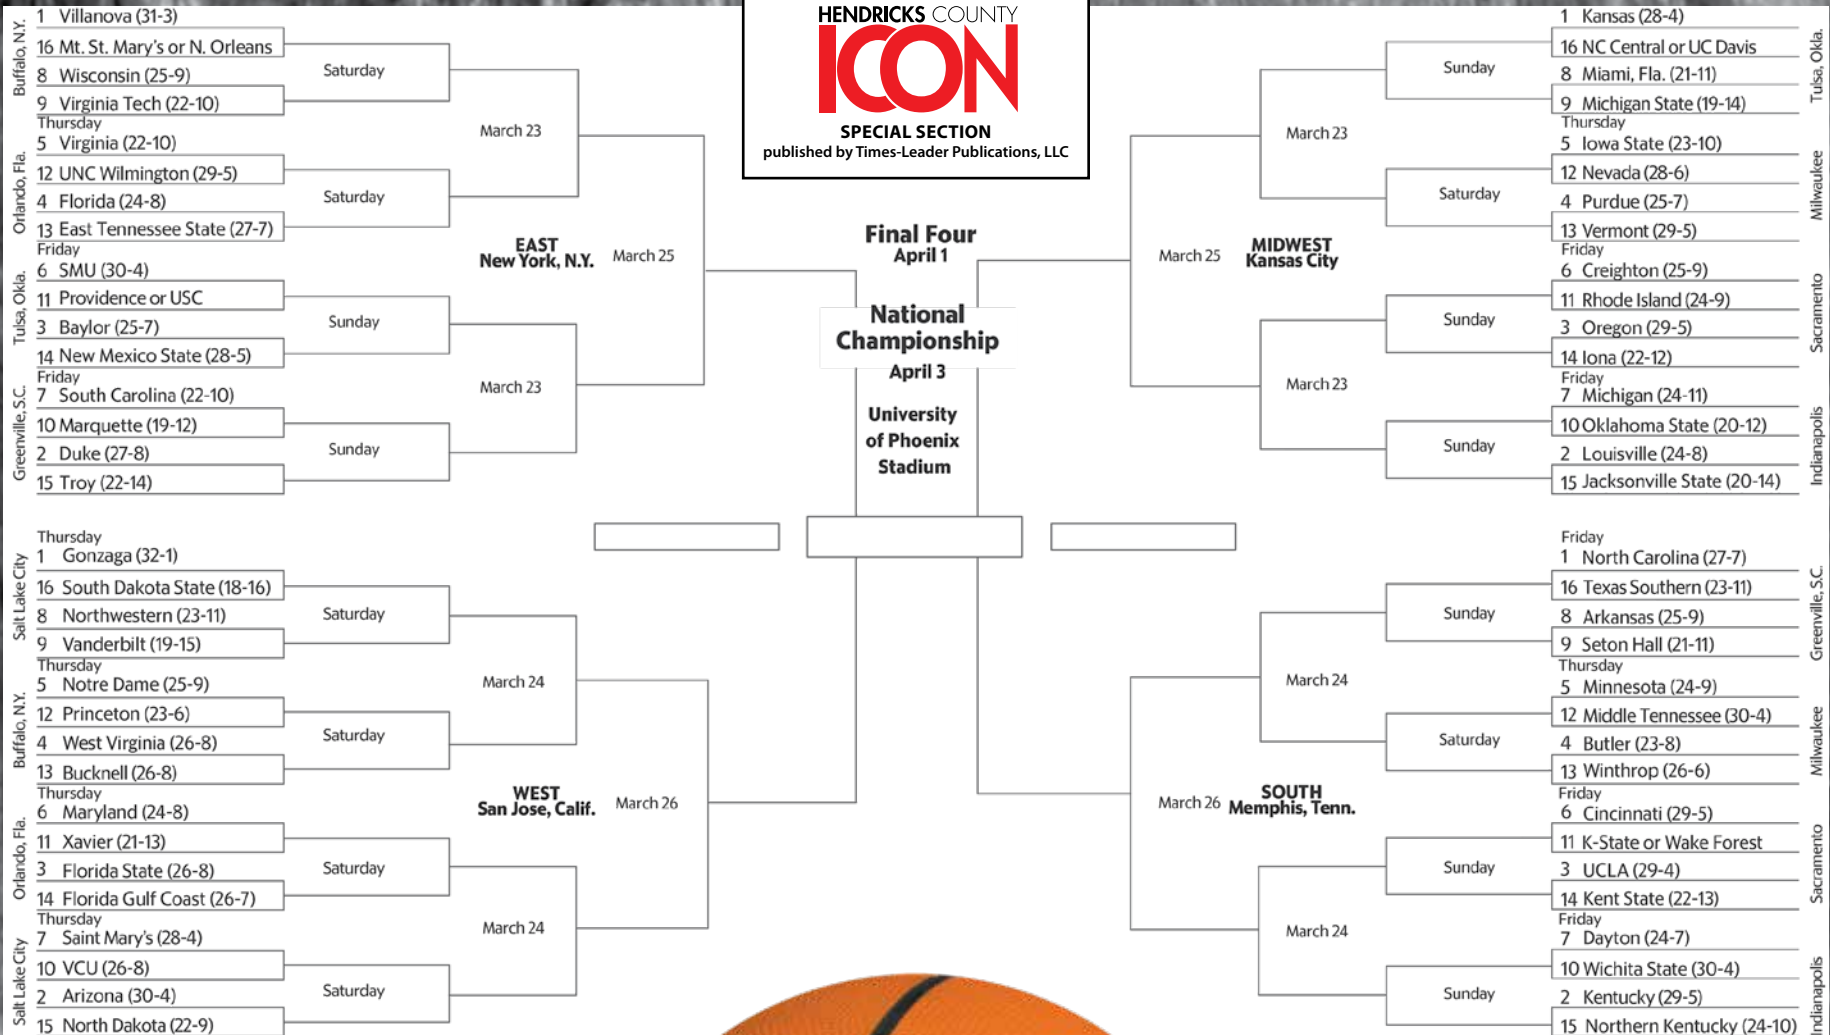 HENDRICKS COUNTY
ICON
SPECIAL SECTION
published by Times-Leader Publications, LLC
Buffalo, N.Y.
1 Villanova (31-3)
16 Mt. St. Mary's or N. Orleans
8 Wisconsin (25-9)
9 Virginia Tech (22-10)
Saturday
Thursday
Orlando, Fla.
5 Virginia (22-10)
12 UNC Wilmington (29-5)
4 Florida (24-8)
13 East Tennessee State (27-7)
Saturday
March 23
Friday
Tulsa, Okla.
6 SMU (30-4)
11 Providence or USC
3 Baylor (25-7)
14 New Mexico State (28-5)
Sunday
Friday
Greenville, S.C.
7 South Carolina (22-10)
10 Marquette (19-12)
2 Duke (27-8)
15 Troy (22-14)
Sunday
March 23
EAST
New York, N.Y.
March 25
Final Four
April 1
National
Championship
April 3
University
of Phoenix
Stadium
1 Kansas (28-4)
16 NC Central or UC Davis
8 Miami, Fla. (21-11)
9 Michigan State (19-14)
Tulsa, Okla.
Sunday
Thursday
5 Iowa State (23-10)
12 Nevada (28-6)
4 Purdue (25-7)
13 Vermont (29-5)
Milwaukee
Saturday
March 23
Friday
6 Creighton (25-9)
11 Rhode Island (24-9)
3 Oregon (29-5)
14 Iona (22-12)
Sacramento
Sunday
Friday
7 Michigan (24-11)
10 Oklahoma State (20-12)
2 Louisville (24-8)
15 Jacksonville State (20-14)
Indianapolis
Sunday
March 23
March 25
MIDWEST
Kansas City
Thursday
Salt Lake City
1 Gonzaga (32-1)
16 South Dakota State (18-16)
8 Northwestern (23-11)
9 Vanderbilt (19-15)
Saturday
Thursday
Buffalo, N.Y.
5 Notre Dame (25-9)
12 Princeton (23-6)
4 West Virginia (26-8)
13 Bucknell (26-8)
Saturday
March 24
Thursday
Orlando, Fla.
6 Maryland (24-8)
11 Xavier (21-13)
3 Florida State (26-8)
14 Florida Gulf Coast (26-7)
Saturday
Thursday
Salt Lake City
7 Saint Mary's (28-4)
10 VCU (26-8)
2 Arizona (30-4)
15 North Dakota (22-9)
Saturday
March 24
WEST
San Jose, Calif.
March 26
Friday
1 North Carolina (27-7)
16 Texas Southern (23-11)
8 Arkansas (25-9)
9 Seton Hall (21-11)
Greenville, S.C.
Sunday
Thursday
5 Minnesota (24-9)
12 Middle Tennessee (30-4)
4 Butler (23-8)
13 Winthrop (26-6)
Milwaukee
Saturday
March 24
Friday
6 Cincinnati (29-5)
11 K-State or Wake Forest
3 UCLA (29-4)
14 Kent State (22-13)
Sacramento
Sunday
Friday
7 Dayton (24-7)
10 Wichita State (30-4)
2 Kentucky (29-5)
15 Northern Kentucky (24-10)
Indianapolis
Sunday
March 24
March 26
SOUTH
Memphis, Tenn.